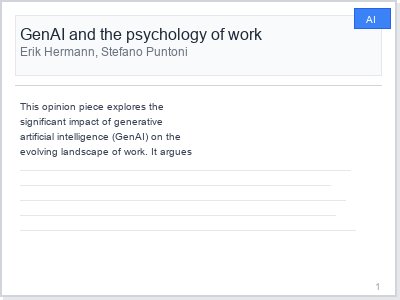 AI
GenAI and the psychology of work
Erik Hermann, Stefano Puntoni
This opinion piece explores the
significant impact of generative
artificial intelligence (GenAI) on the
evolving landscape of work. It argues
1